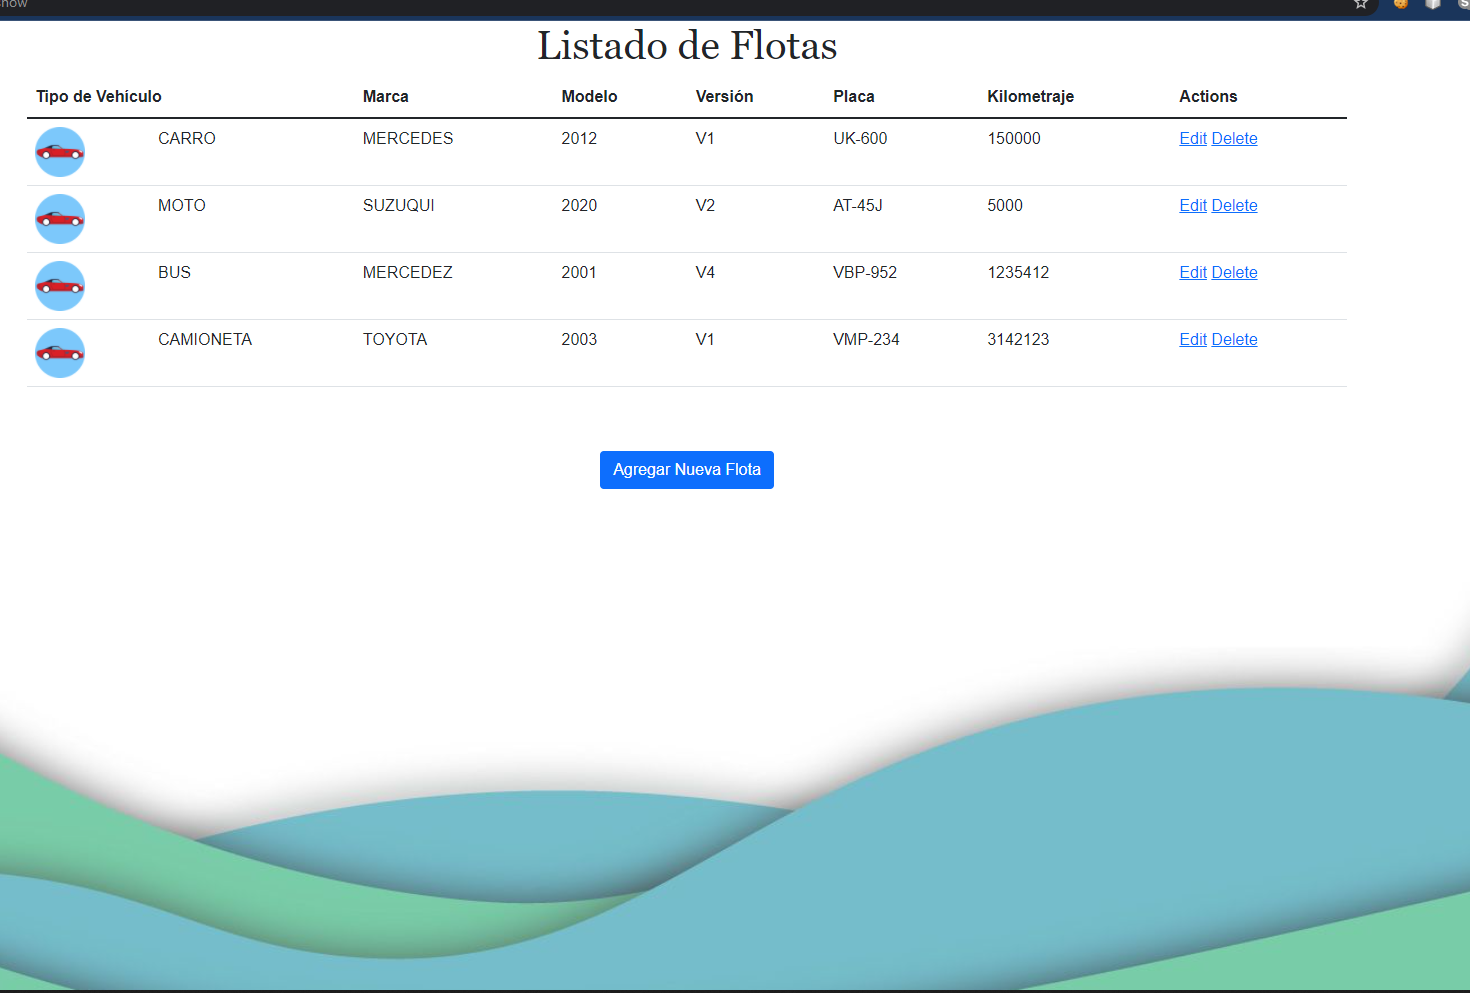 how
Listado de Flotas
Tipo de Vehículo Marca Modelo Versión Placa Kilometraje Actions
CARRO MERCEDES 2012 V1 UK-600 150000 Edit Delete
MOTO SUZUQUI 2020 V2 AT-45J 5000 Edit Delete
BUS MERCEDEZ 2001 V4 VBP-952 1235412 Edit Delete
CAMIONETA TOYOTA 2003 V1 VMP-234 3142123 Edit Delete
Agregar Nueva Flota